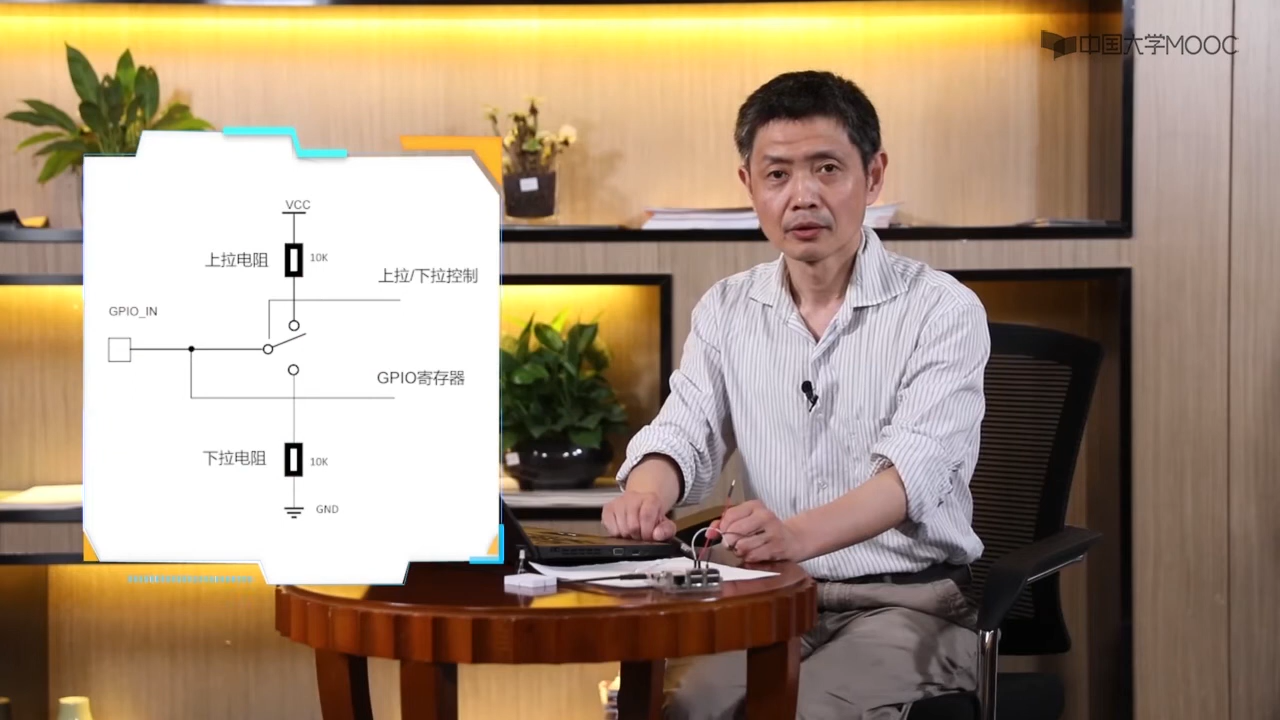 中国大学MOOC
VCC
上拉电阻
10K
上拉/下拉控制
GPIO_IN
GPIO寄存器
下拉电阻
10K
GND